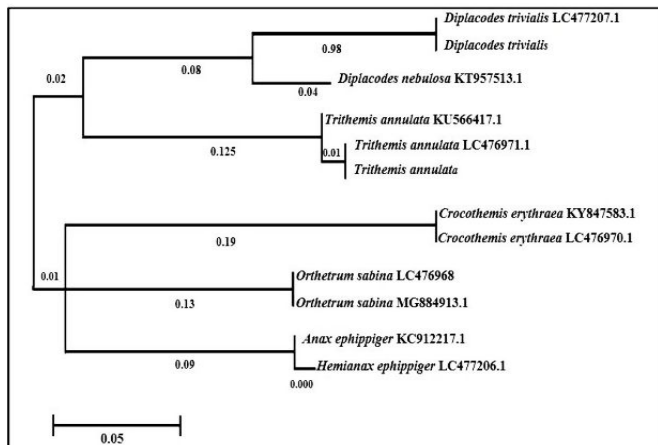 Diplacodes trivialis LC477207.1
0.98
Diplacodes trivialis
0.08
0.02
Diplacodes nebulosa KT957513.1
0.04
Trithemis annulata KU566417.1
Trithemis annulata LC476971.1
0.125
0.01
Trithemis annulata
Crocothemis erythraea KY847583.1
0.19
Crocothemis erythraea LC476970.1
0.01
Orthetrum sabina LC476968
0.13
Orthetrum sabina MG884913.1
Anax ephippiger KC912217.1
0.09
Hemianax ephippiger LC477206.1
0.000
0.05